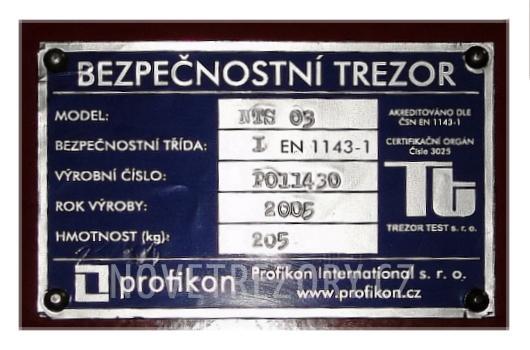 BEZPEČNOSTNÍ TREZOR
MODEL: NTS 03
BEZPEČNOSTNÍ TŘÍDA: I EN 1143-1
VÝROBNÍ ČÍSLO: P011430
ROK VÝROBY: 2005
HMOTNOST (kg): 205
AKREDITOVÁNO DLE
ČSN EN 1143-1
CERTIFIKAČNÍ ORGÁN
Číslo 3025
Tt
TREZOR TEST s. r. o.
profikon
Profikon International s. r. o.
www.profikon.cz
NOVETREZORY.CZ